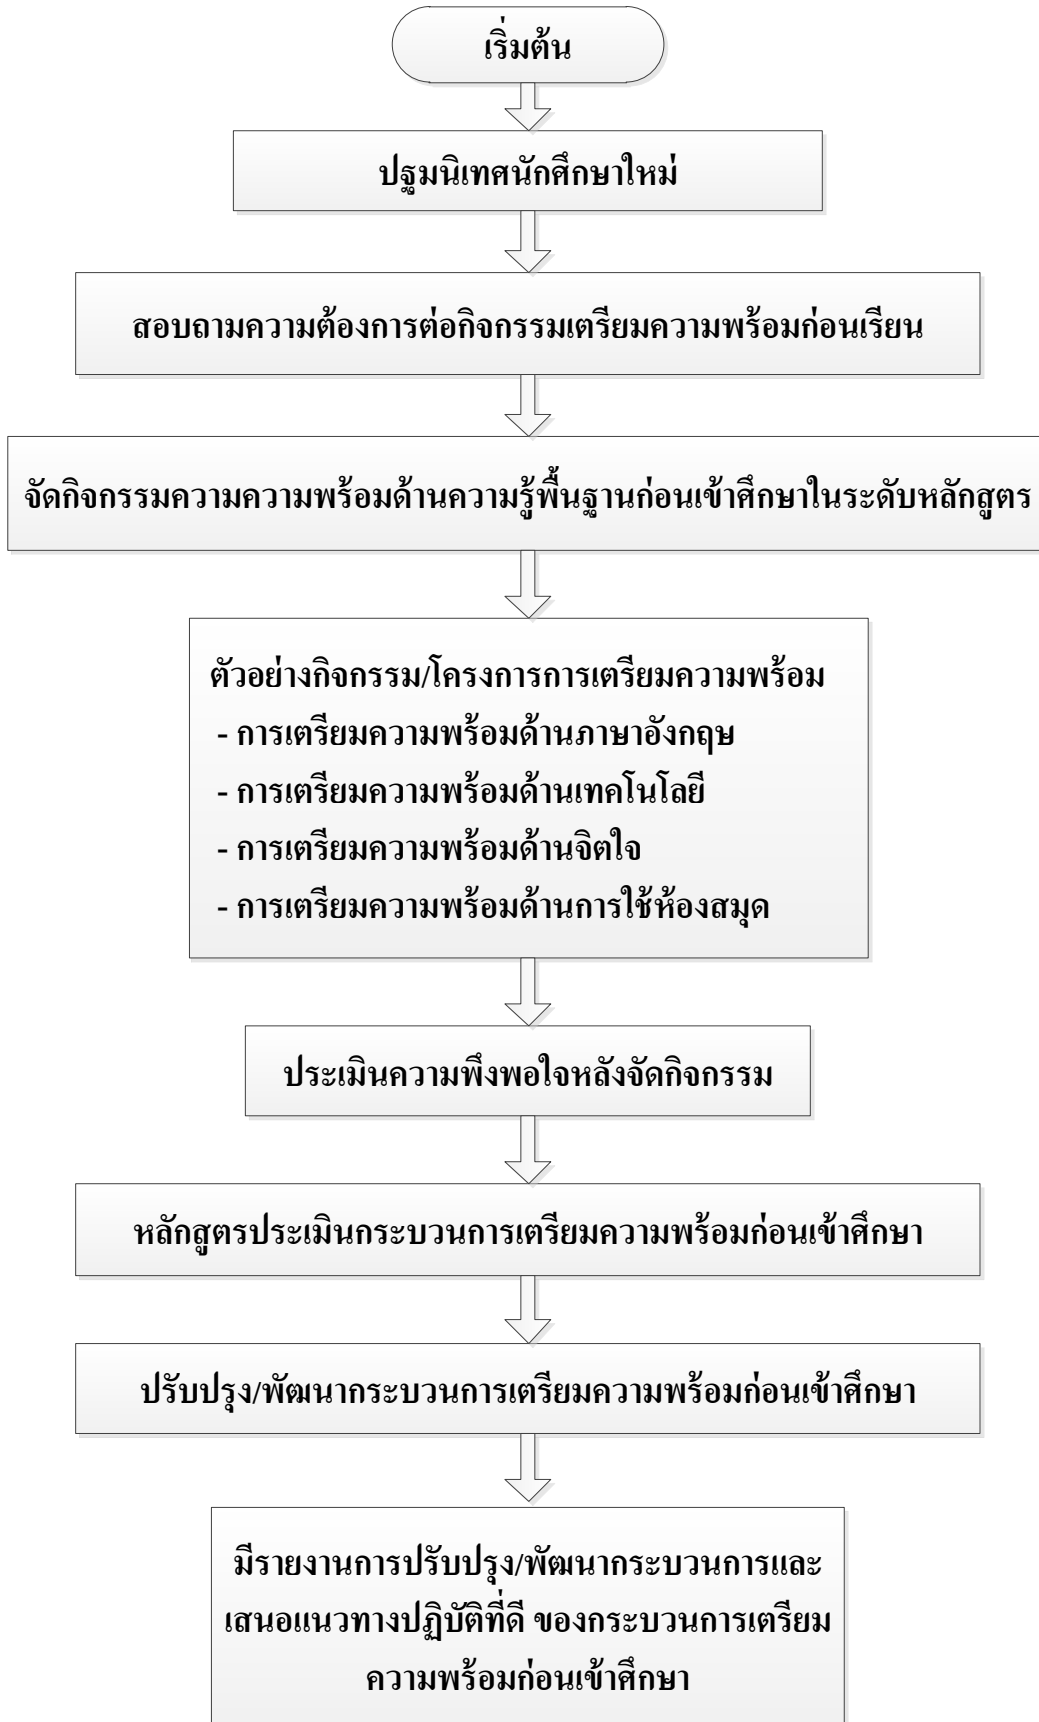 เริ่มต้น
ปฐมนิเทศนักศึกษาใหม่
สอบถามความต้องการต่อกิจกรรมเตรียมความพร้อมก่อนเรียน
จัดกิจกรรมความความพร้อมด้านความรู้พื้นฐานก่อนเข้าศึกษาในระดับหลักสูตร
ตัวอย่างกิจกรรม/โครงการการเตรียมความพร้อม
- การเตรียมความพร้อมด้านภาษาอังกฤษ
- การเตรียมความพร้อมด้านเทคโนโลยี
- การเตรียมความพร้อมด้านจิตใจ
- การเตรียมความพร้อมด้านการใช้ห้องสมุด
ประเมินความพึงพอใจหลังจัดกิจกรรม
หลักสูตรประเมินกระบวนการเตรียมความพร้อมก่อนเข้าศึกษา
ปรับปรุง/พัฒนากระบวนการเตรียมความพร้อมก่อนเข้าศึกษา
มีรายงานการปรับปรุง/พัฒนากระบวนการและ
เสนอแนวทางปฏิบัติที่ดี ของกระบวนการเตรียม
ความพร้อมก่อนเข้าศึกษา